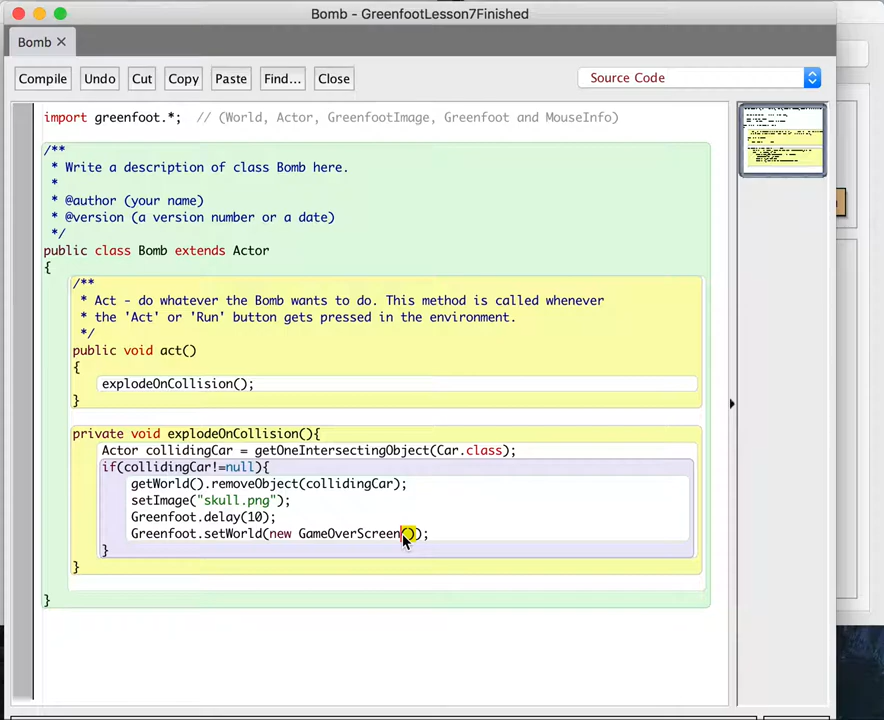 Bomb - GreenfootLesson7Finished
Bomb ✕
Compile Undo Cut Copy Paste Find... Close Source Code
import greenfoot.*;  // (World, Actor, GreenfootImage, Greenfoot and MouseInfo)
/**
 * Write a description of class Bomb here.
 *
 * @author (your name)
 * @version (a version number or a date)
 */
public class Bomb extends Actor
{
    /**
     * Act - do whatever the Bomb wants to do. This method is called whenever
     * the 'Act' or 'Run' button gets pressed in the environment.
     */
    public void act()
    {
        explodeOnCollision();
    }
    private void explodeOnCollision(){
        Actor collidingCar = getOneIntersectingObject(Car.class);
        if(collidingCar!=null){
            getWorld().removeObject(collidingCar);
            setImage("skull.png");
            Greenfoot.delay(10);
            Greenfoot.setWorld(new GameOverScreen());
        }
    }
}